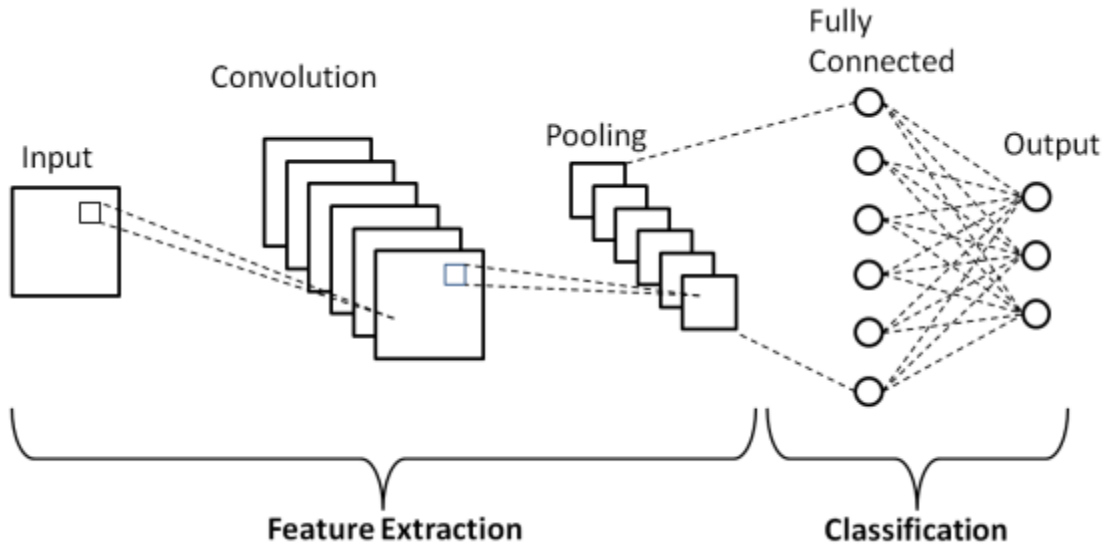 Input
Convolution
Pooling
Fully
Connected
Output
Feature Extraction
Classification